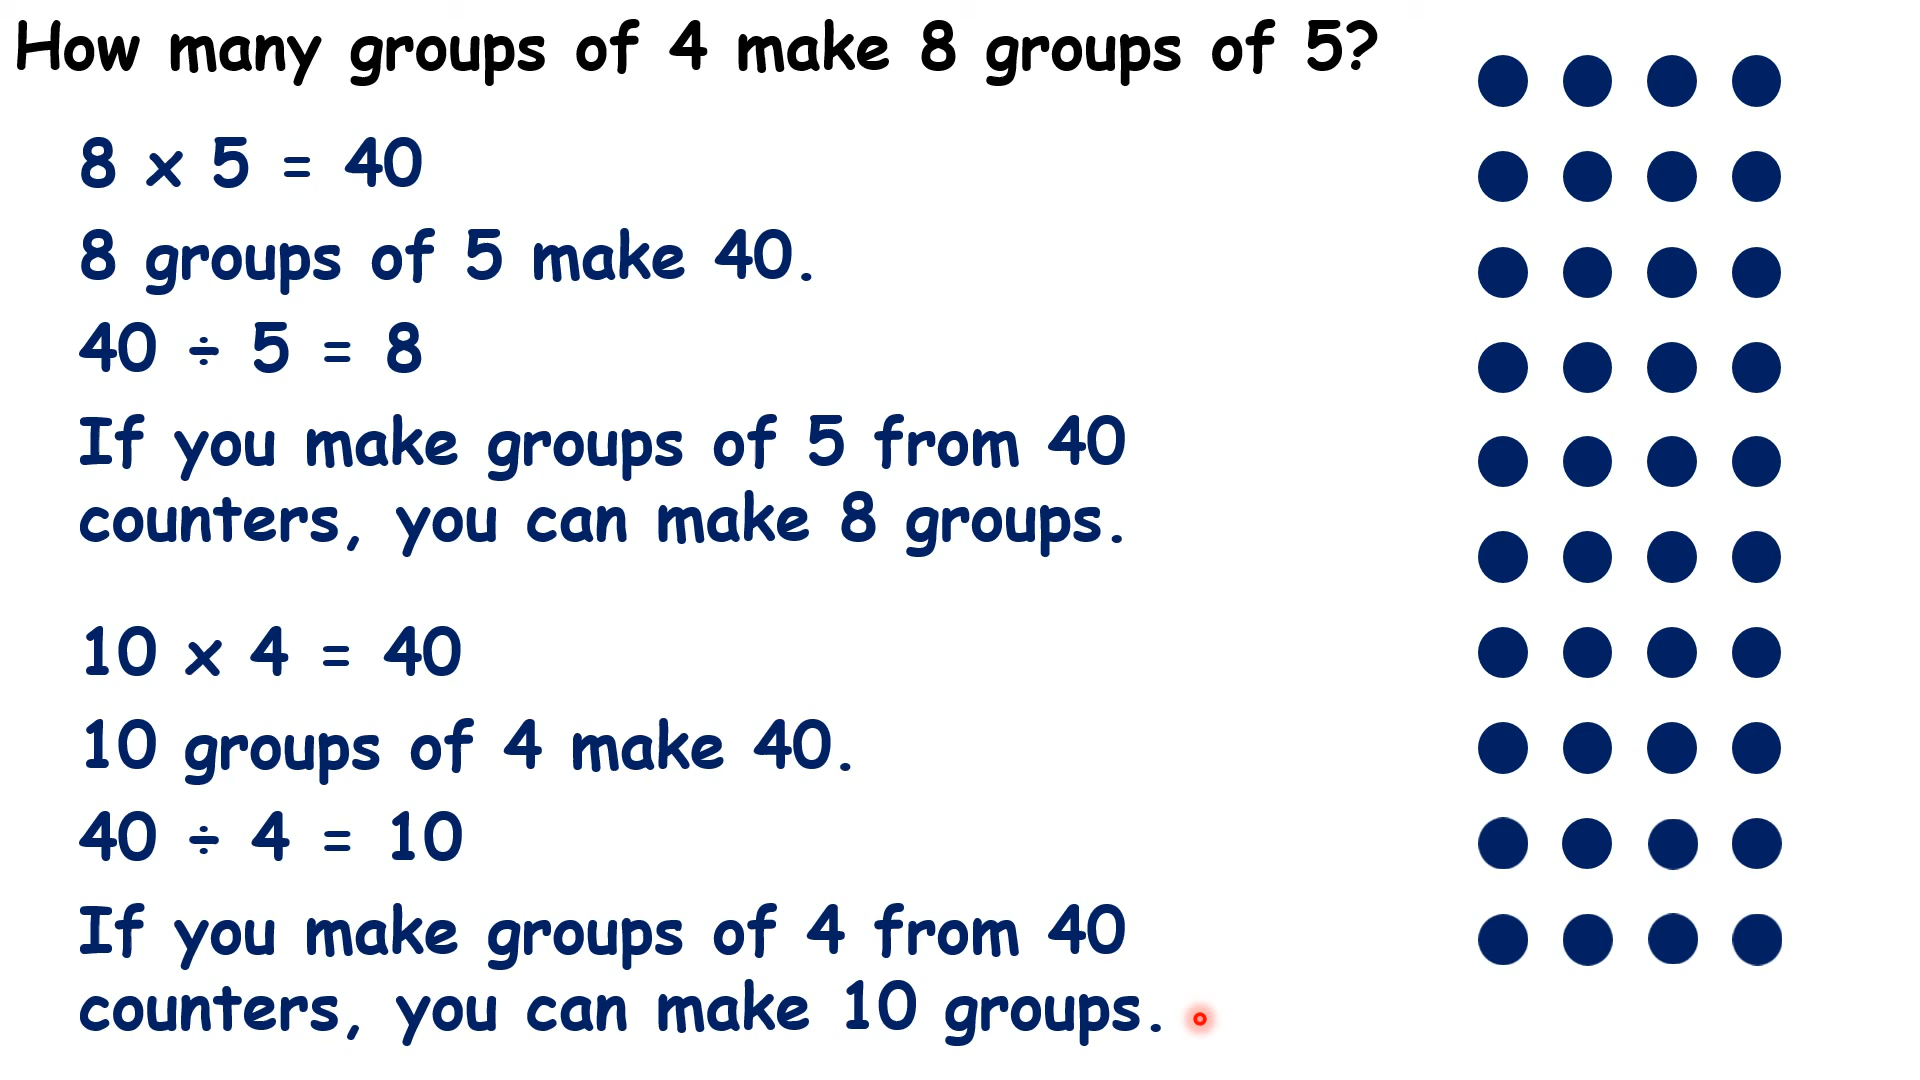 How many groups of 4 make 8 groups of 5?
8 x 5 = 40
8 groups of 5 make 40.
40 ÷ 5 = 8
If you make groups of 5 from 40
counters, you can make 8 groups.
10 x 4 = 40
10 groups of 4 make 40.
40 ÷ 4 = 10
If you make groups of 4 from 40
counters, you can make 10 groups.